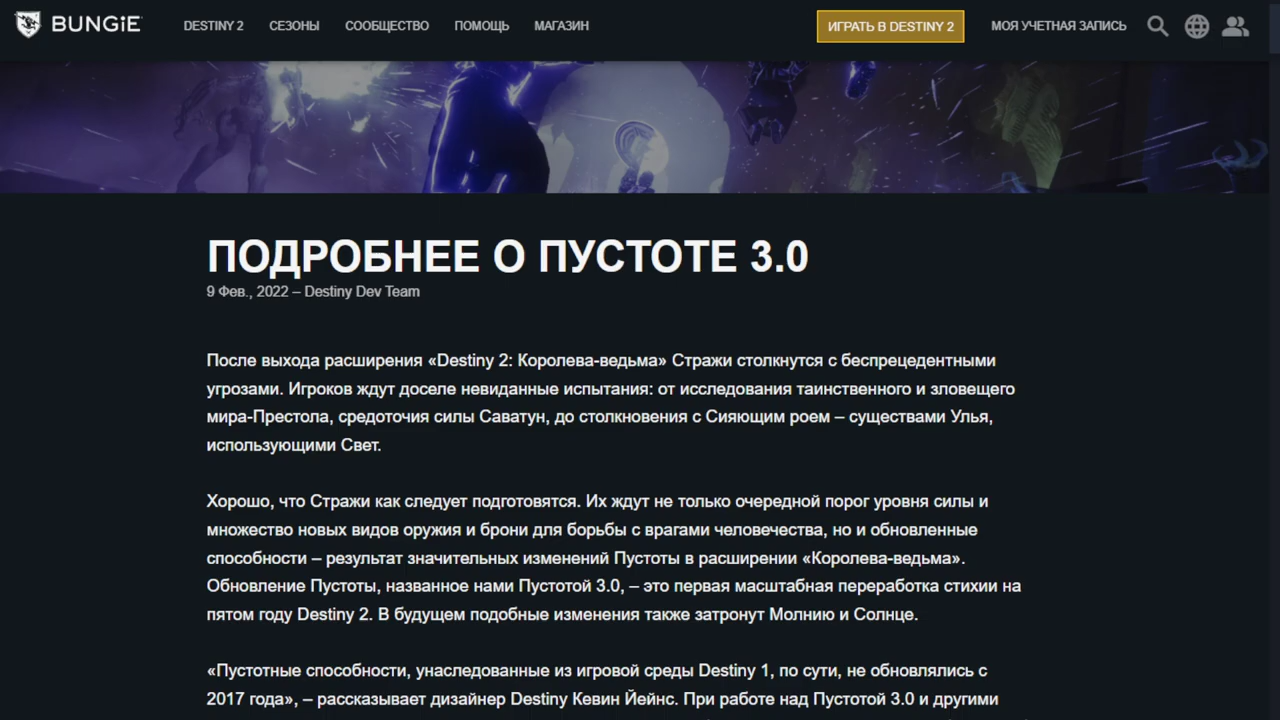 BUNGiE DESTINY 2 СЕЗОНЫ СООБЩЕСТВО ПОМОЩЬ МАГАЗИН ИГРАТЬ В DESTINY 2 МОЯ УЧЕТНАЯ ЗАПИСЬ
ПОДРОБНЕЕ О ПУСТОТЕ 3.0
9 Фев., 2022 – Destiny Dev Team
После выхода расширения «Destiny 2: Королева-ведьма» Стражи столкнутся с беспрецедентными
угрозами. Игроков ждут доселе невиданные испытания: от исследования таинственного и зловещего
мира-Престола, средоточия силы Саватун, до столкновения с Сияющим роем – существами Улья,
использующими Свет.
Хорошо, что Стражи как следует подготовятся. Их ждут не только очередной порог уровня силы и
множество новых видов оружия и брони для борьбы с врагами человечества, но и обновленные
способности – результат значительных изменений Пустоты в расширении «Королева-ведьма».
Обновление Пустоты, названное нами Пустотой 3.0, – это первая масштабная переработка стихии на
пятом году Destiny 2. В будущем подобные изменения также затронут Молнию и Солнце.
«Пустотные способности, унаследованные из игровой среды Destiny 1, по сути, не обновлялись с
2017 года», – рассказывает дизайнер Destiny Кевин Йейнс. При работе над Пустотой 3.0 и другими